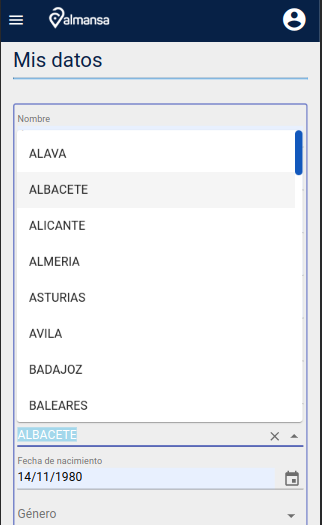 almansa
Mis datos
Nombre
ALAVA
ALBACETE
ALICANTE
ALMERIA
ASTURIAS
AVILA
BADAJOZ
BALEARES
ALBACETE
Fecha de nacimiento
14/11/1980
Género